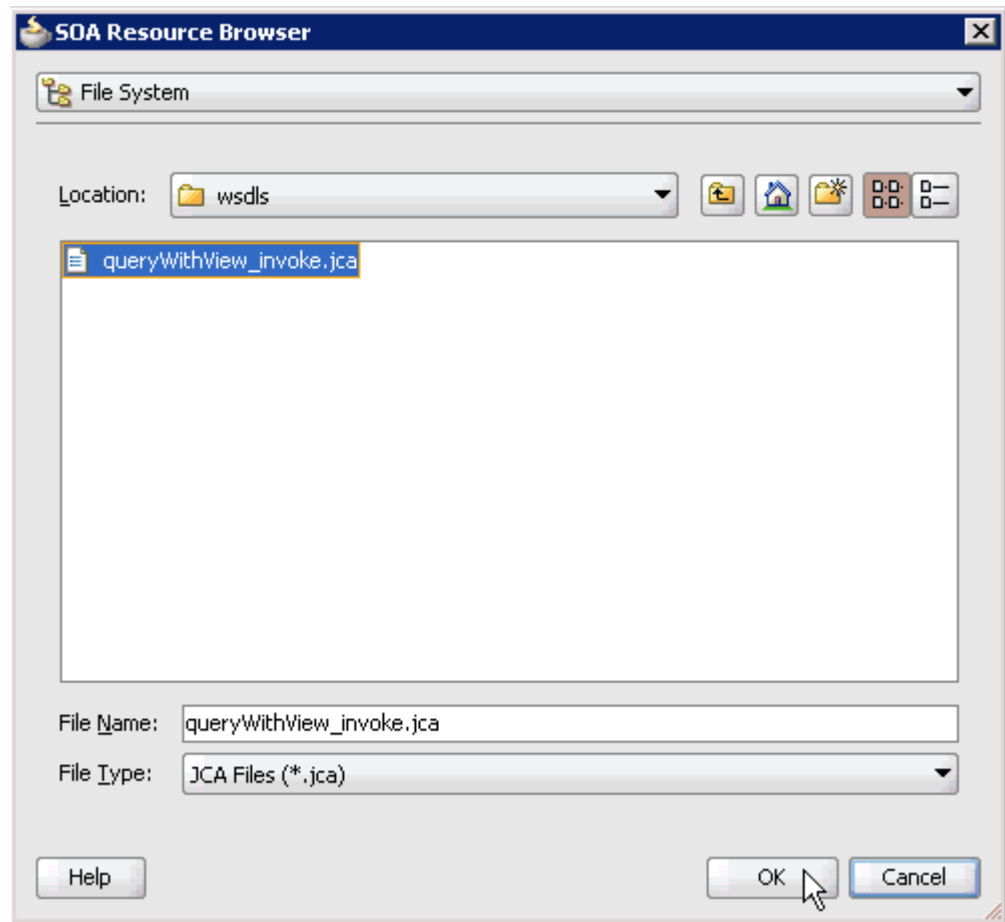 SOA Resource Browser
File System
Location: wsdls
queryWithView_invoke.jca
File Name: queryWithView_invoke.jca
File Type: JCA Files (*.jca)
Help OK Cancel